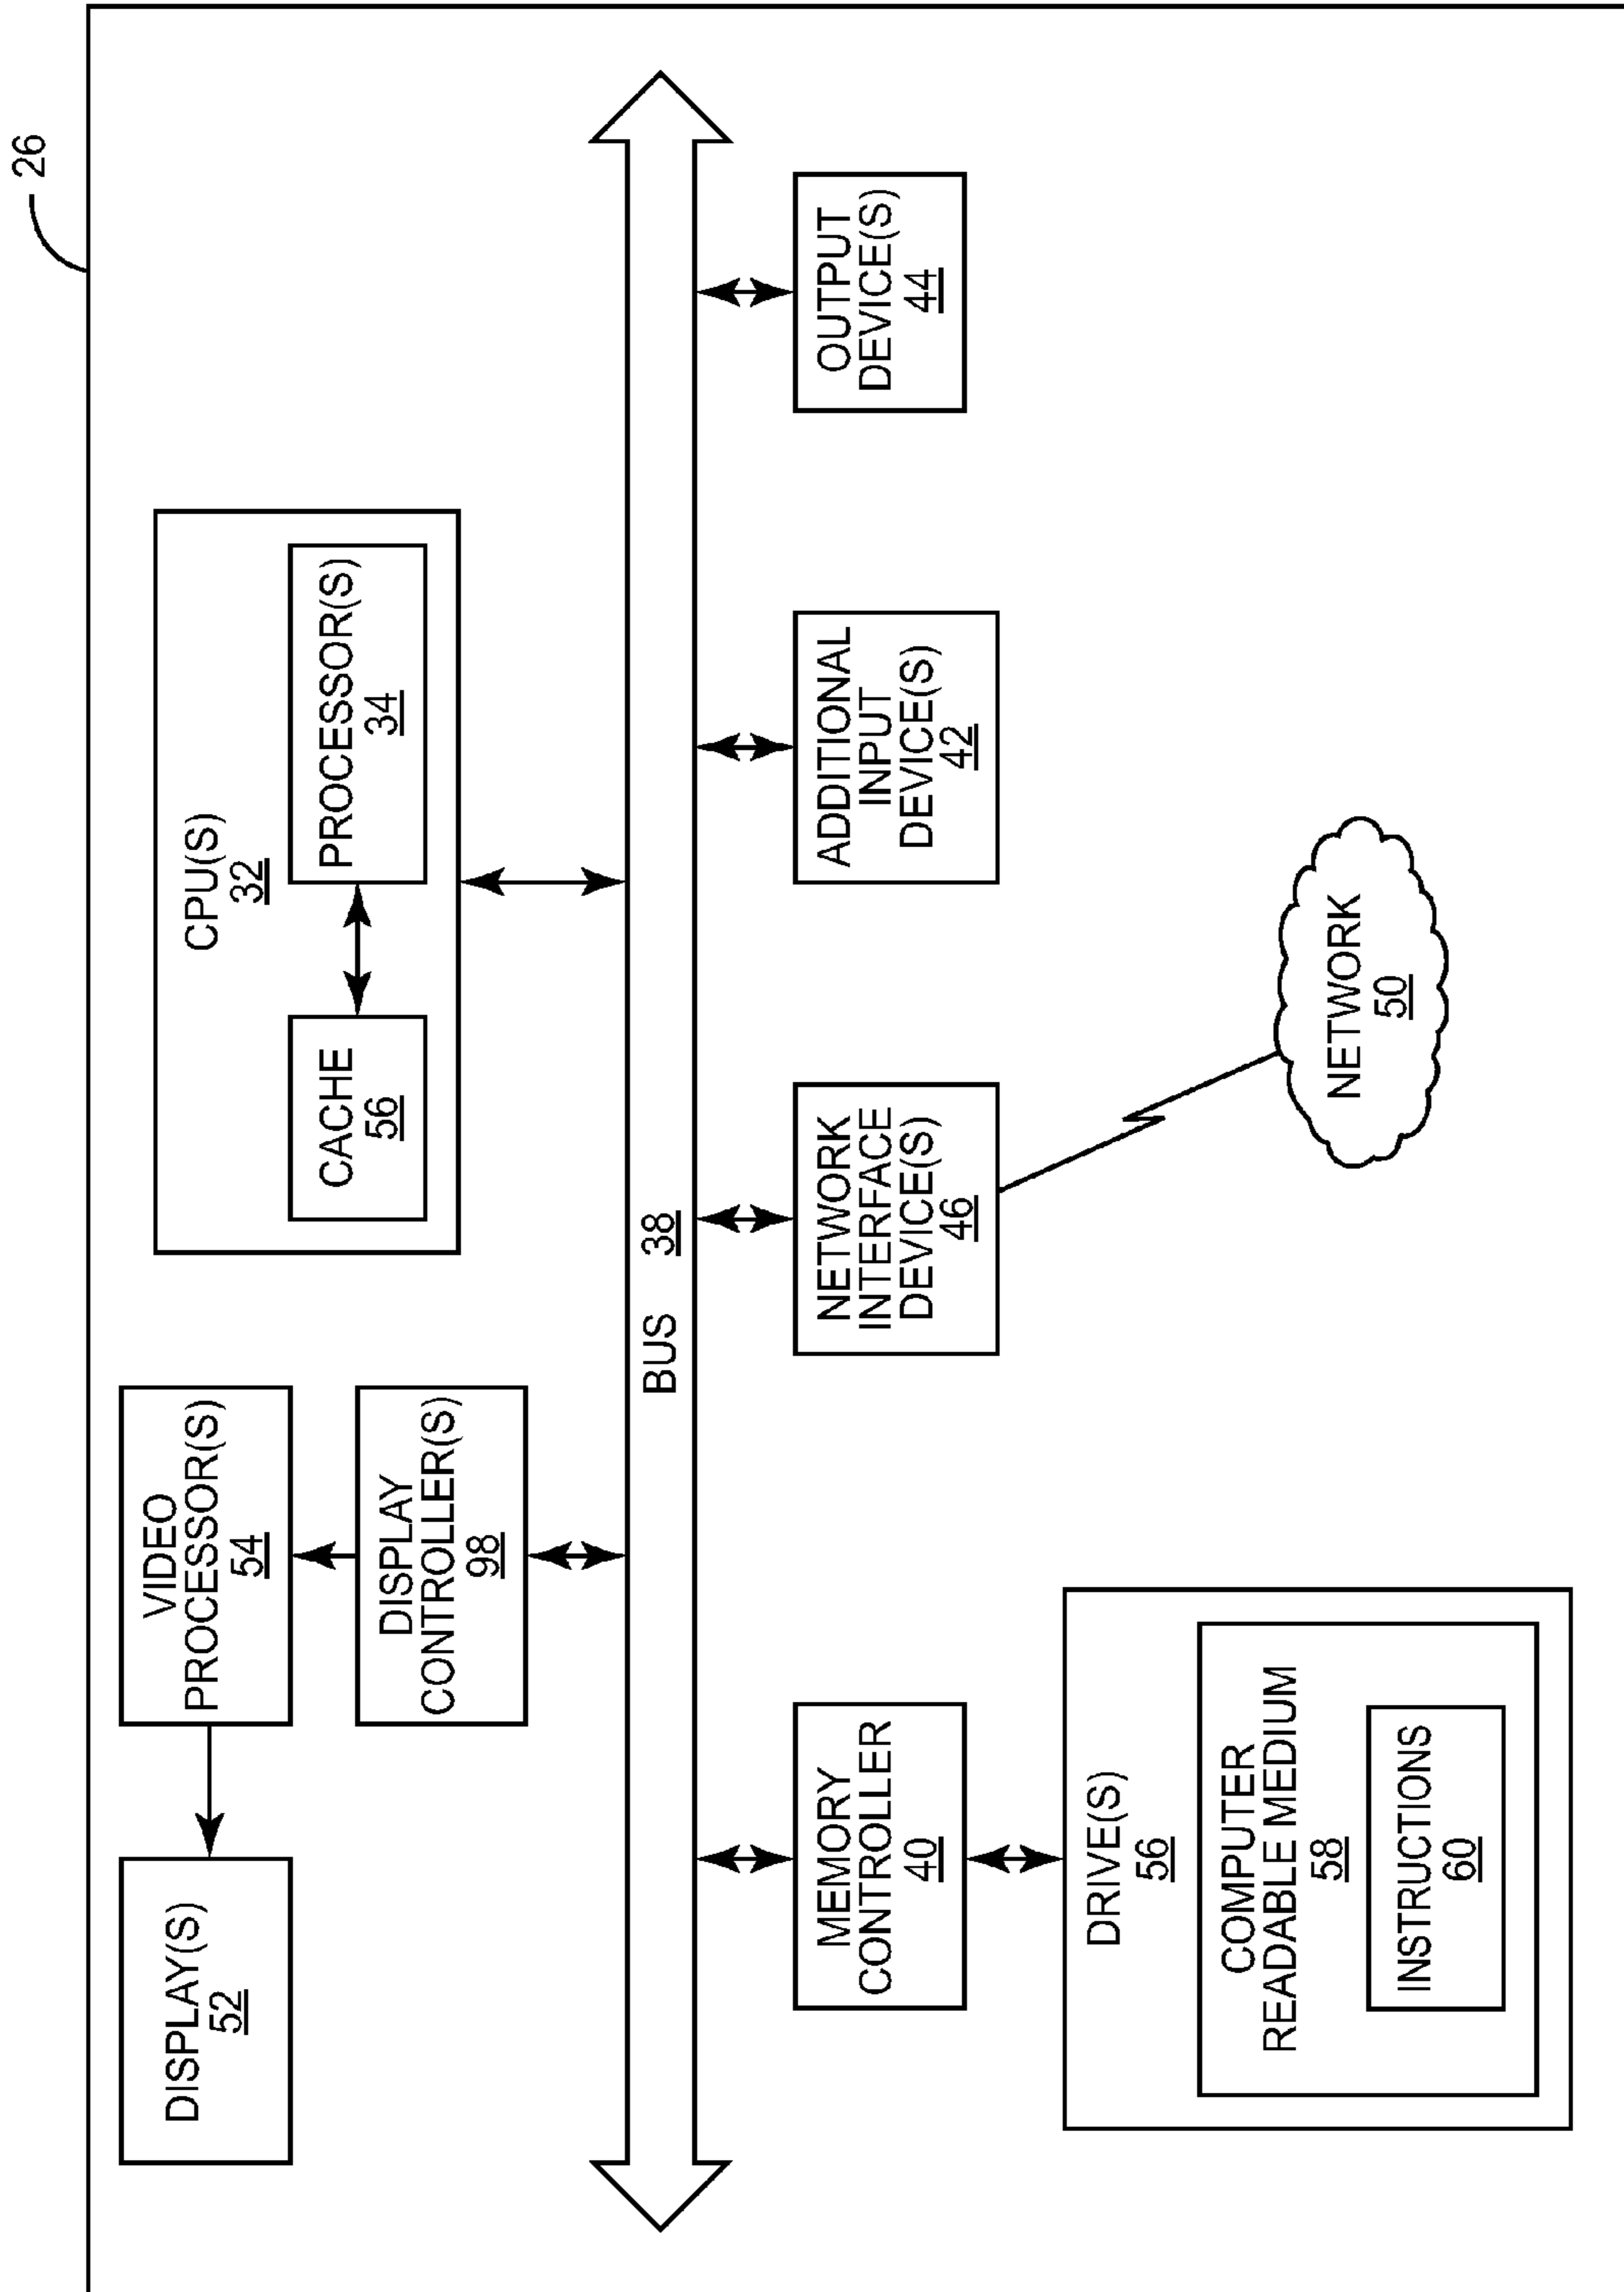 26
CPU(S)
32
CACHE
56
PROCESSOR(S)
34
VIDEO
PROCESSOR(S)
54
DISPLAY(S)
52
DISPLAY
CONTROLLER(S)
98
BUS 38
MEMORY
CONTROLLER
40
NETWORK
INTERFACE
DEVICE(S)
46
ADDITIONAL
INPUT
DEVICE(S)
42
OUTPUT
DEVICE(S)
44
DRIVE(S)
56
COMPUTER
READABLE MEDIUM
58
INSTRUCTIONS
60
NETWORK
50